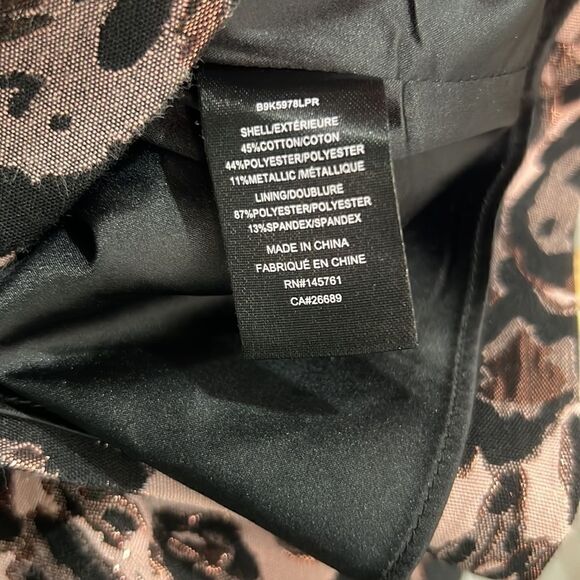 B9K5978LPR
SHELL/EXTÉRIEURE
45%COTTON/COTON
44%POLYESTER/POLYESTER
11%METALLIC/MÉTALLIQUE
LINING/DOUBLURE
87%POLYESTER/POLYESTER
13%SPANDEX/SPANDEX
MADE IN CHINA
FABRIQUÉ EN CHINE
RN#145761
CA#26689